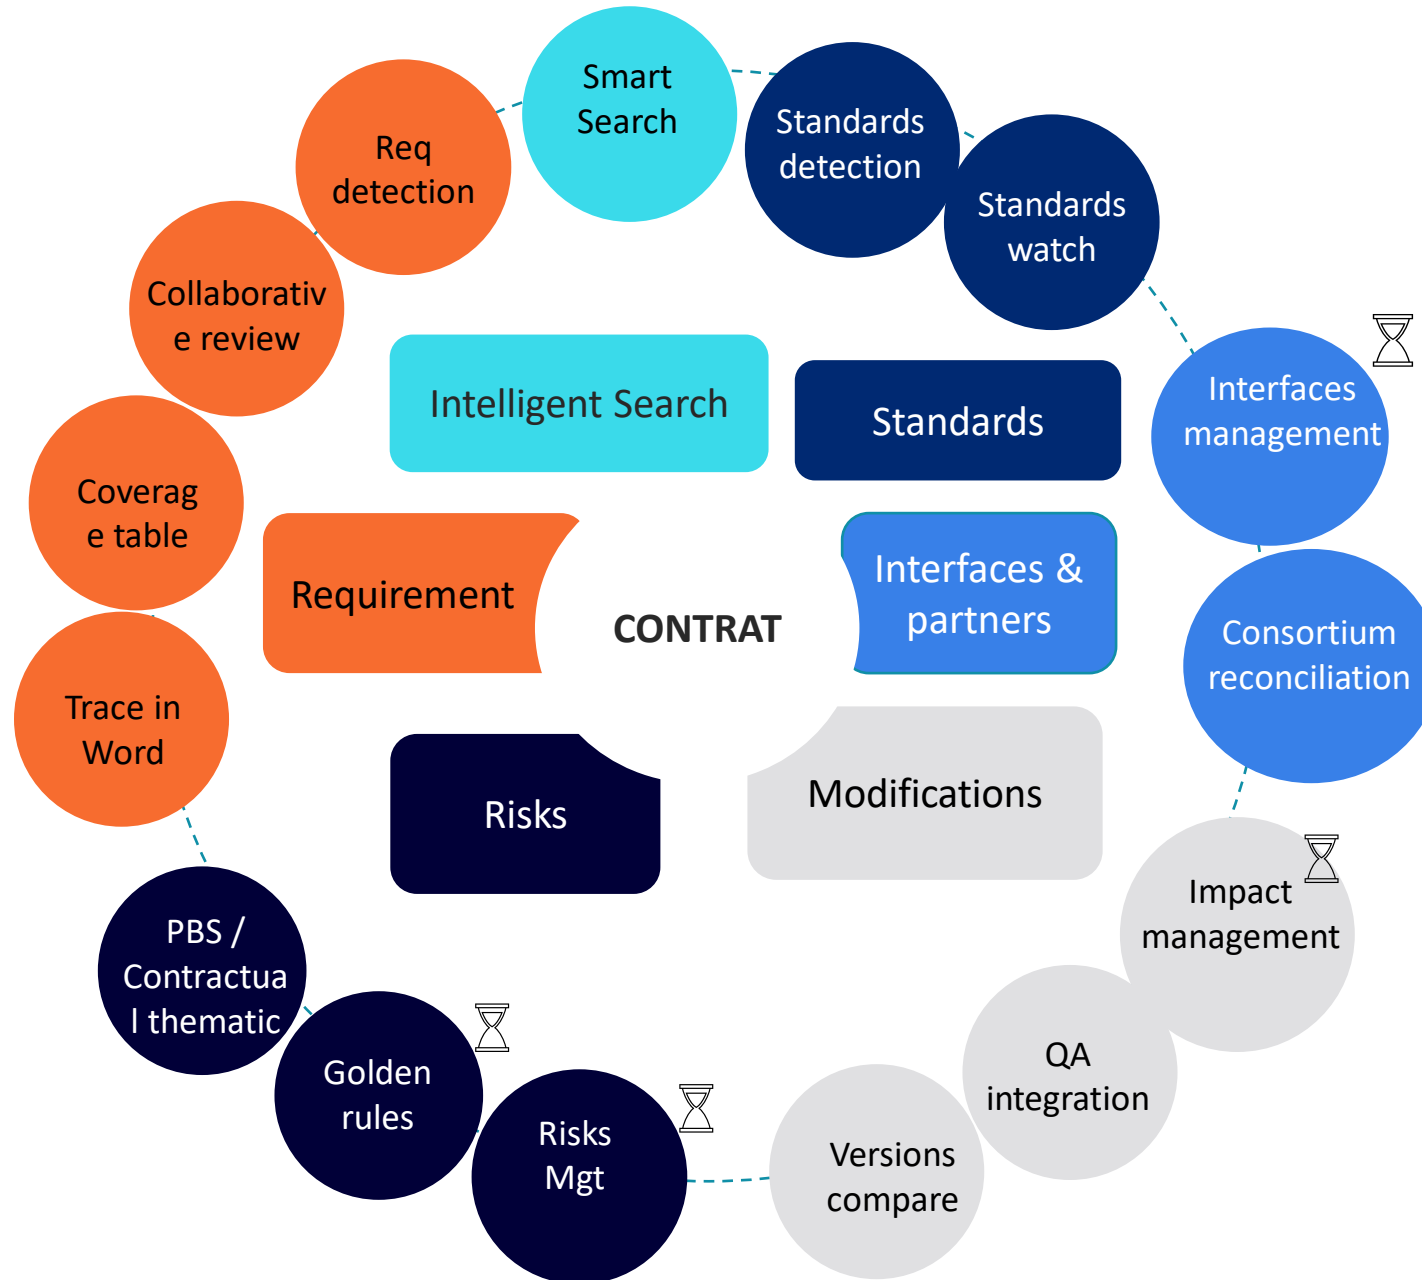 Smart
Search
Standards
detection
Standards
watch
Req
detection
Collaborativ
e review
Coverag
e table
Trace in
Word
Interfaces
management
Consortium
reconciliation
Intelligent Search
Standards
Requirement
CONTRAT
Interfaces &
partners
Risks
Modifications
PBS /
Contractua
l thematic
Golden
rules
Risks
Mgt
Versions
compare
QA
integration
Impact
management